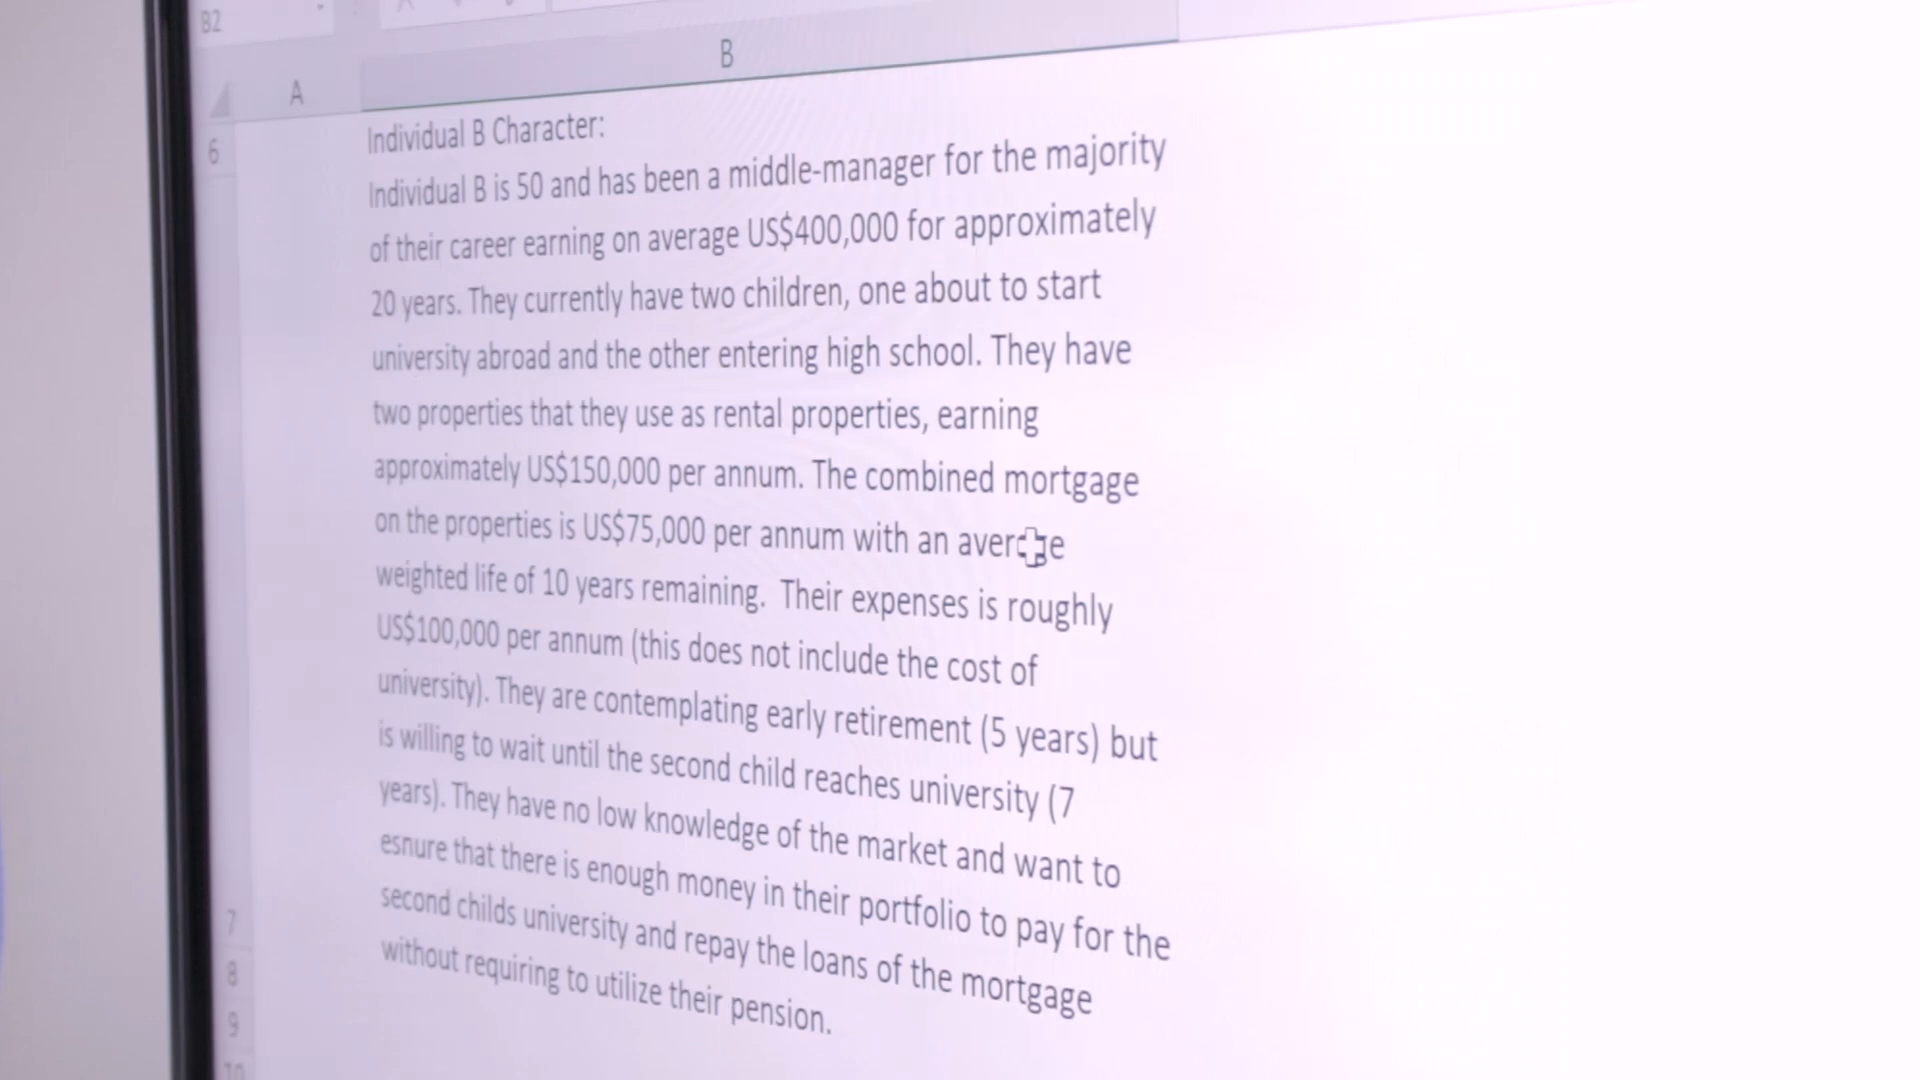 B2
A
B
6
Individual B Character:
Individual B is 50 and has been a middle-manager for the majority
of their career earning on average US$400,000 for approximately
20 years. They currently have two children, one about to start
university abroad and the other entering high school. They have
two properties that they use as rental properties, earning
approximately US$150,000 per annum. The combined mortgage
on the properties is US$75,000 per annum with an average
weighted life of 10 years remaining.  Their expenses is roughly
US$100,000 per annum (this does not include the cost of
university). They are contemplating early retirement (5 years) but
is willing to wait until the second child reaches university (7
years). They have no low knowledge of the market and want to
esnure that there is enough money in their portfolio to pay for the
second childs university and repay the loans of the mortgage
without requiring to utilize their pension.
7
8
9
10